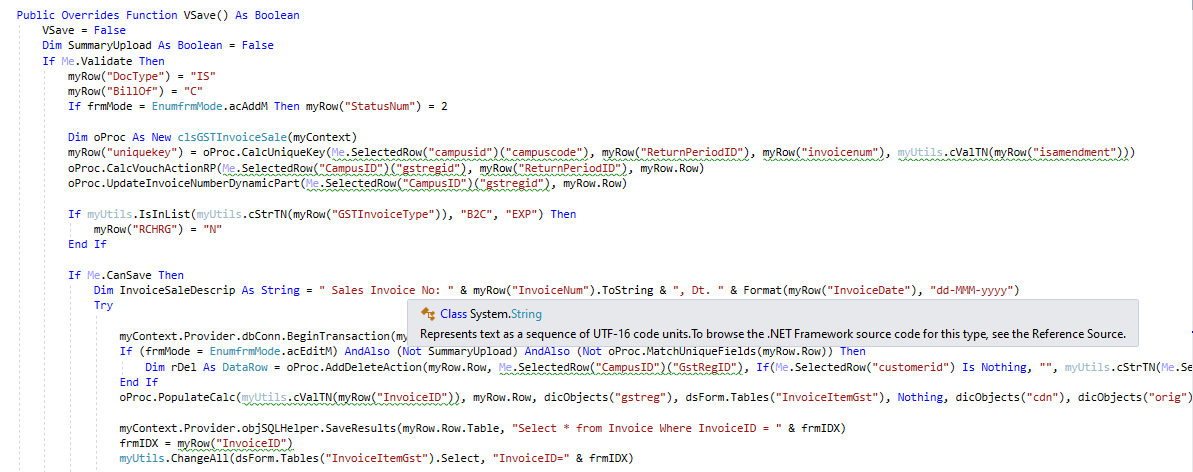 Public Overrides Function VSave() As Boolean
VSave = False
Dim SummaryUpload As Boolean = False
If Me.Validate Then
myRow("DocType") = "IS"
myRow("BillOf") = "C"
If frmMode = EnumfrmMode.acAddM Then myRow("StatusNum") = 2
Dim oProc As New clsGSTInvoiceSale(myContext)
myRow("uniquekey") = oProc.CalcUniqueKey(Me.SelectedRow("campusid")("campuscode"), myRow("ReturnPeriodID"), myRow("invoicenum"), myUtils.cValTN(myRow("isamendment")))
oProc.CalcVouchActionRP(Me.SelectedRow("CampusID")("gstregid"), myRow("ReturnPeriodID"), myRow.Row)
oProc.UpdateInvoiceNumberDynamicPart(Me.SelectedRow("CampusID")("gstregid"), myRow.Row)
If myUtils.IsInList(myUtils.cStrTN(myRow("GSTInvoiceType")), "B2C", "EXP") Then
myRow("RCHRG") = "N"
End If
If Me.CanSave Then
Dim InvoiceSaleDescrip As String = " Sales Invoice No: " & myRow("InvoiceNum").ToString & ", Dt. " & Format(myRow("InvoiceDate"), "dd-MMM-yyyy")
Try
Class System.String
Represents text as a sequence of UTF-16 code units.To browse the .NET Framework source code for this type, see the Reference Source.
myContext.Provider.dbConn.BeginTransaction(my
If (frmMode = EnumfrmMode.acEditM) AndAlso (Not SummaryUpload) AndAlso (Not oProc.MatchUniqueFields(myRow.Row)) Then
Dim rDel As DataRow = oProc.AddDeleteAction(myRow.Row, Me.SelectedRow("CampusID")("GstRegID"), If(Me.SelectedRow("customerid") Is Nothing, "", myUtils.cStrTN(Me.Se
End If
oProc.PopulateCalc(myUtils.cValTN(myRow("InvoiceID")), myRow.Row, dicObjects("gstreg"), dsForm.Tables("InvoiceItemGst"), Nothing, dicObjects("cdn"), dicObjects("orig")
myContext.Provider.objSQLHelper.SaveResults(myRow.Row.Table, "Select * from Invoice Where InvoiceID = " & frmIDX)
frmIDX = myRow("InvoiceID")
myUtils.ChangeAll(dsForm.Tables("InvoiceItemGst").Select, "InvoiceID=" & frmIDX)